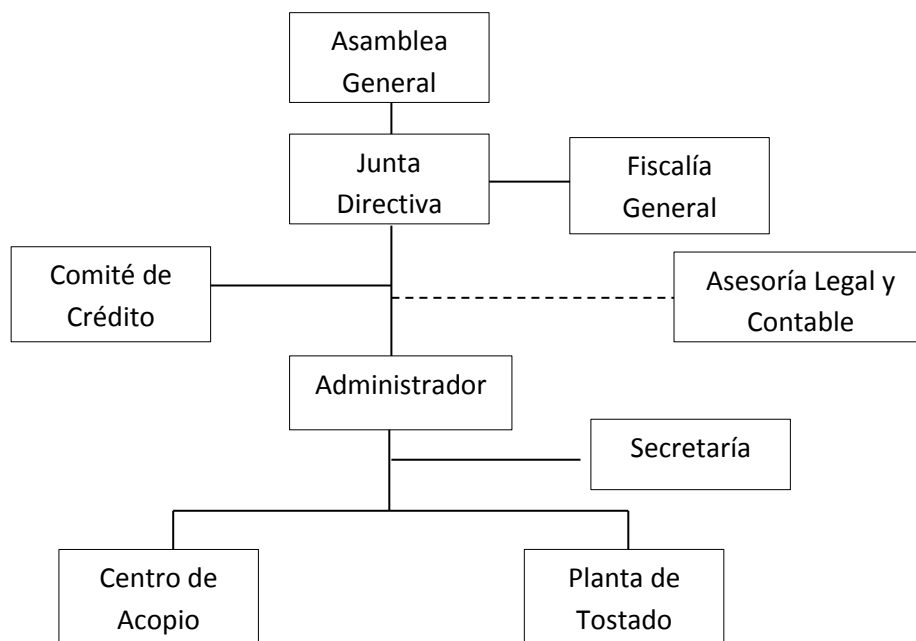 Asamblea
General
Junta
Directiva
Fiscalía
General
Comité de
Crédito
Asesoría Legal y
Contable
Administrador
Secretaría
Centro de
Acopio
Planta de
Tostado